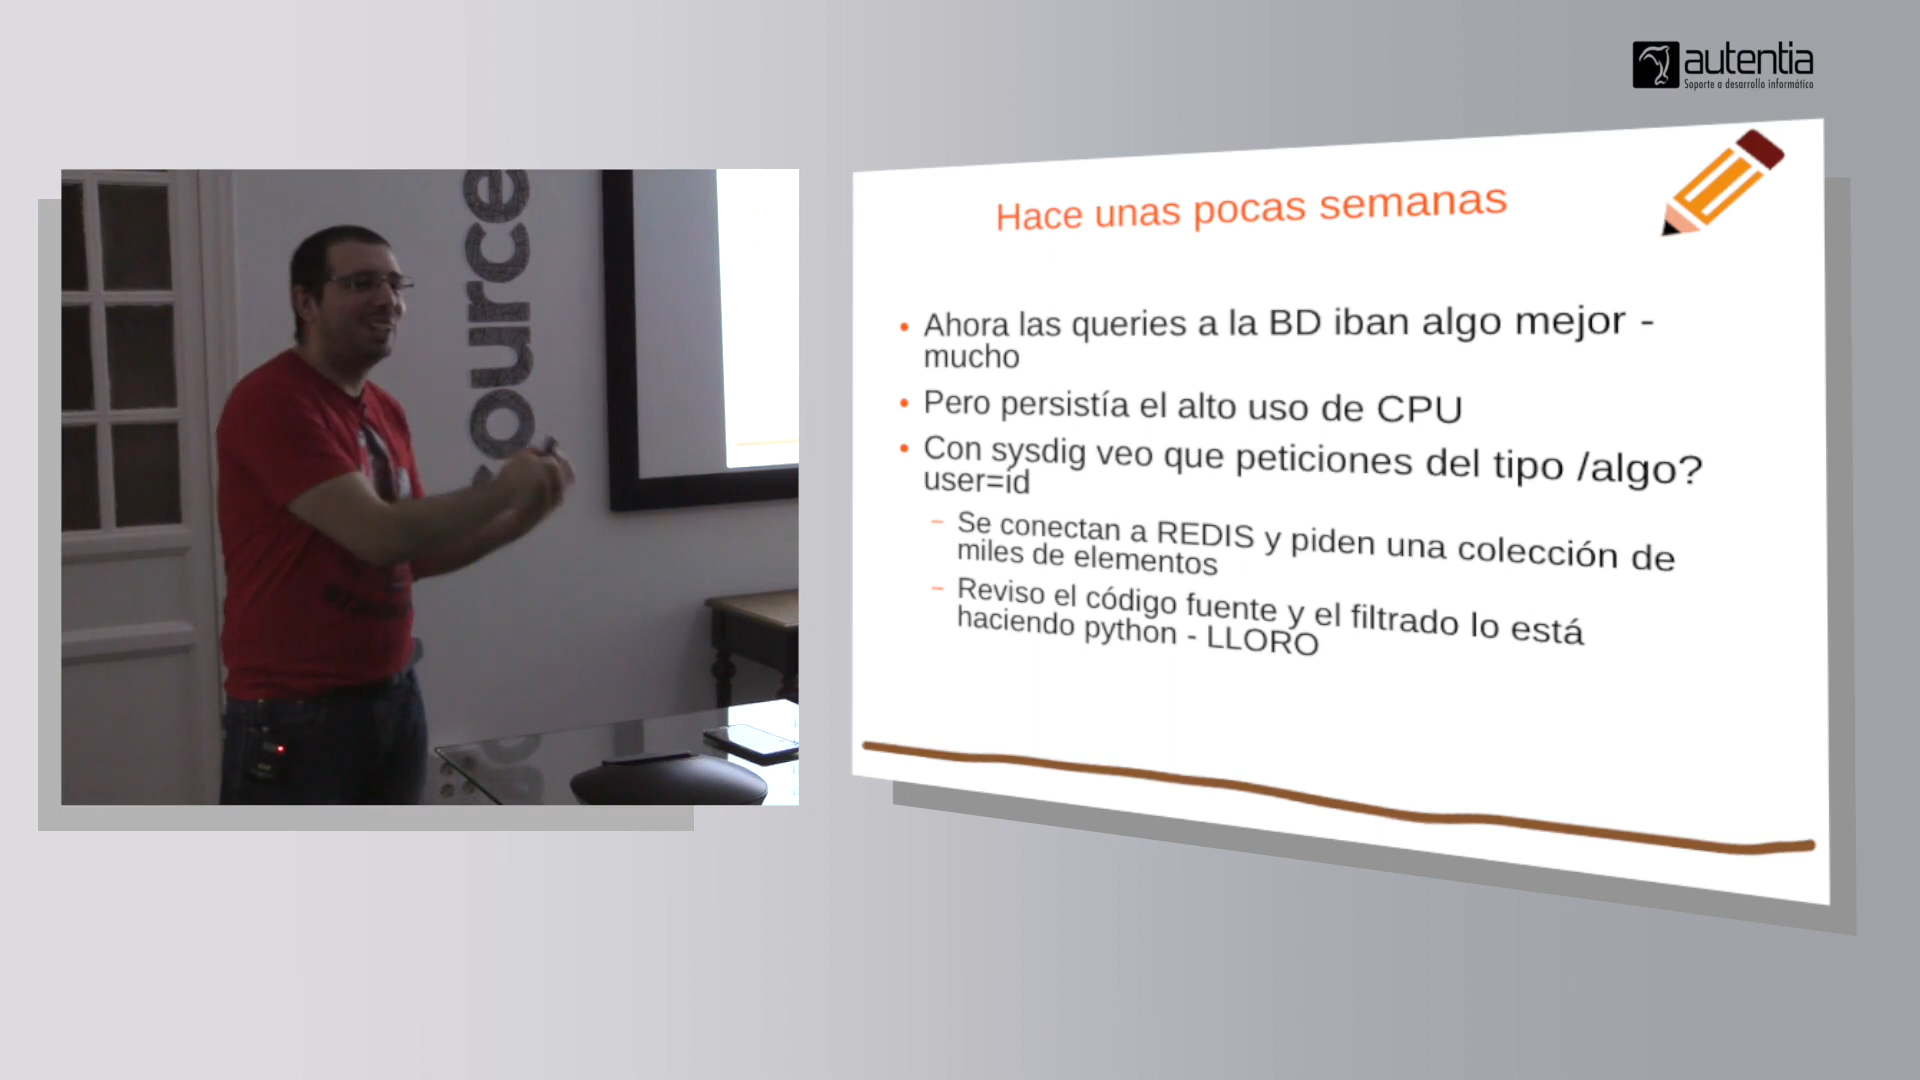 autentia
Soporte a desarrollo informático
source
Hace unas pocas semanas
Ahora las queries a la BD iban algo mejor -
mucho
Pero persistía el alto uso de CPU
Con sysdig veo que peticiones del tipo /algo?
user=id
Se conectan a REDIS y piden una colección de
miles de elementos
Reviso el código fuente y el filtrado lo está
haciendo python - LLORO